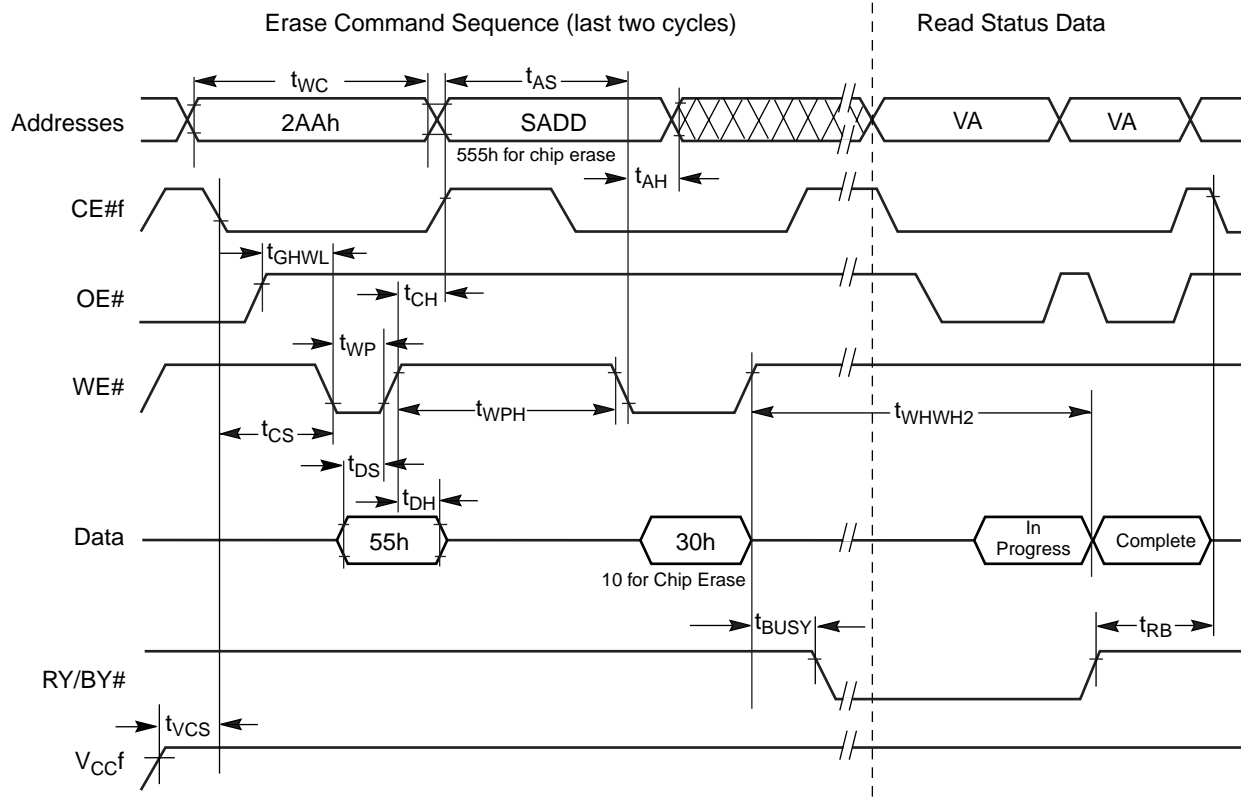 Erase Command Sequence (last two cycles)
Read Status Data
tWC
tAS
Addresses
2AAh
SADD
VA
VA
555h for chip erase
tAH
CE#f
tGHWL
OE#
tCH
tWP
WE#
tWPH
tWHWH2
tCS
tDS
tDH
Data
55h
30h
In
Progress
Complete
10 for Chip Erase
tBUSY
tRB
RY/BY#
tVCS
VCCf